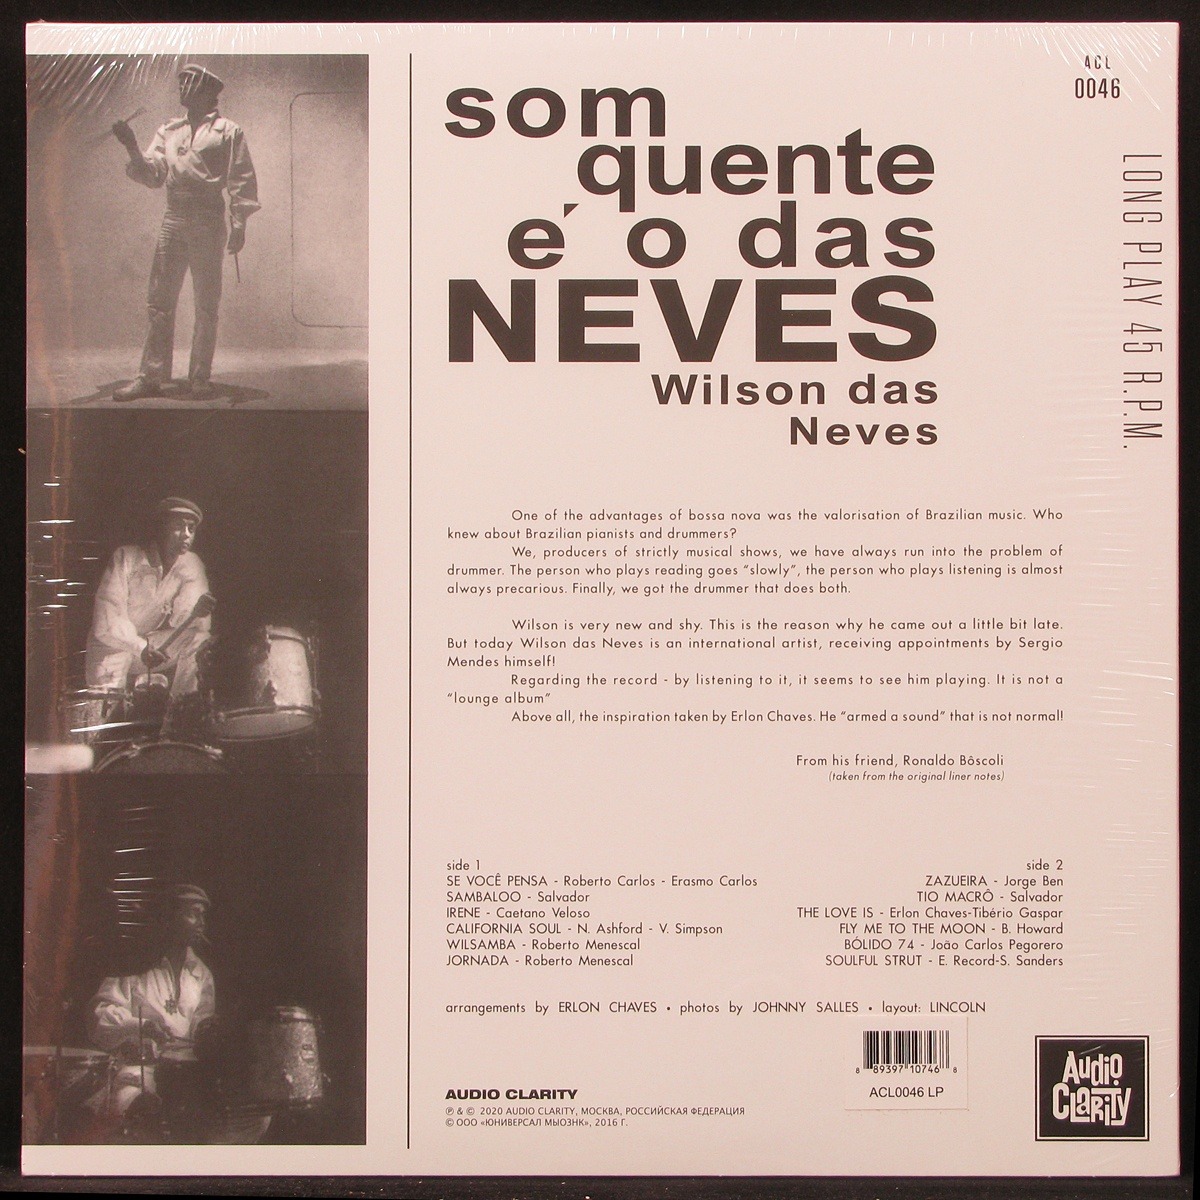 ACL
0046
LONG PLAY 45 R.P.M.
som
quente
e´ o das
NEVES
Wilson das
Neves
One of the advantages of bossa nova was the valorisation of Brazilian music. Who
knew about Brazilian pianists and drummers?
We, producers of strictly musical shows, we have always run into the problem of
drummer. The person who plays reading goes "slowly", the person who plays listening is almost
always precarious. Finally, we got the drummer that does both.
Wilson is very new and shy. This is the reason why he came out a little bit late.
But today Wilson das Neves is an international artist, receiving appointments by Sergio
Mendes himself!
Regarding the record - by listening to it, it seems to see him playing. It is not a
"lounge album"
Above all, the inspiration taken by Erlon Chaves. He "armed a sound" that is not normal!
From his friend, Ronaldo Bôscoli
(taken from the original liner notes)
side 1
SE VOCÊ PENSA - Roberto Carlos - Erasmo Carlos
SAMBALOO - Salvador
IRENE - Caetano Veloso
CALIFORNIA SOUL - N. Ashford - V. Simpson
WILSAMBA - Roberto Menescal
JORNADA - Roberto Menescal
side 2
ZAZUEIRA - Jorge Ben
TIO MACRÔ - Salvador
THE LOVE IS - Erlon Chaves-Tibério Gaspar
FLY ME TO THE MOON - B. Howard
BÓLIDO 74 - João Carlos Pegorero
SOULFUL STRUT - E. Record-S. Sanders
arrangements by ERLON CHAVES • photos by JOHNNY SALLES • layout: LINCOLN
8 89397 10746 8
ACL0046 LP
AUDIO CLARITY
℗ & © 2020 AUDIO CLARITY, МОСКВА, РОССИЙСКАЯ ФЕДЕРАЦИЯ
© ООО «ЮНИВЕРСАЛ МЬЮЗИК», 2016 Г.
AUDIO
CLARITY